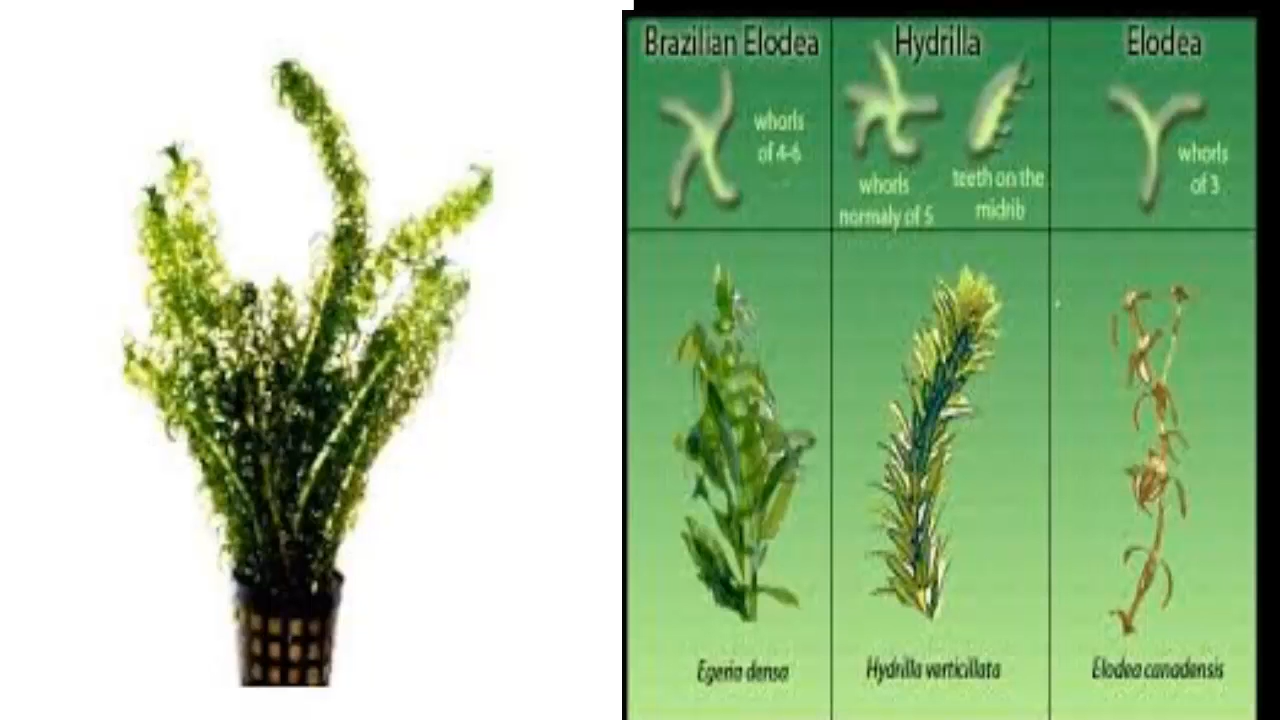 Brazilian Elodea
whorls
of 4-6
Egeria densa
Hydrilla
whorls
normaly of 5
teeth on the
midrib
Hydrilla verticillata
Elodea
whorls
of 3
Elodea canadensis